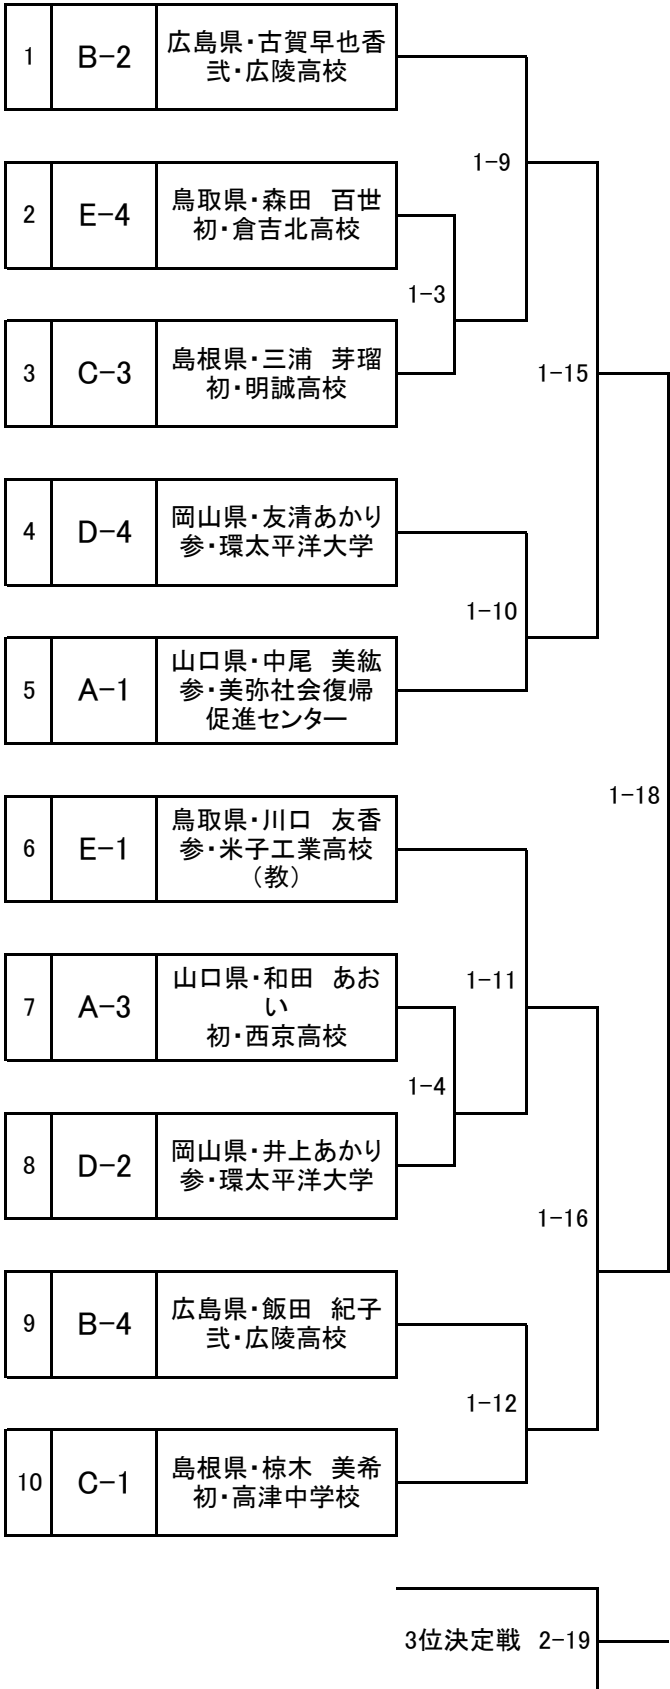 1 B-2 広島県・古賀早也香
弐・広陵高校
1-9
2 E-4 鳥取県・森田　百世
初・倉吉北高校
1-3
3 C-3 島根県・三浦　芽瑠
初・明誠高校
1-15
4 D-4 岡山県・友清あかり
参・環太平洋大学
1-10
5 A-1 山口県・中尾　美紘
参・美弥社会復帰
促進センター
1-18
6 E-1 鳥取県・川口　友香
参・米子工業高校
（教）
1-11
7 A-3 山口県・和田　あお
い
初・西京高校
1-4
8 D-2 岡山県・井上あかり
参・環太平洋大学
1-16
9 B-4 広島県・飯田　紀子
弐・広陵高校
1-12
10 C-1 島根県・椋木　美希
初・高津中学校
3位決定戦　2-19